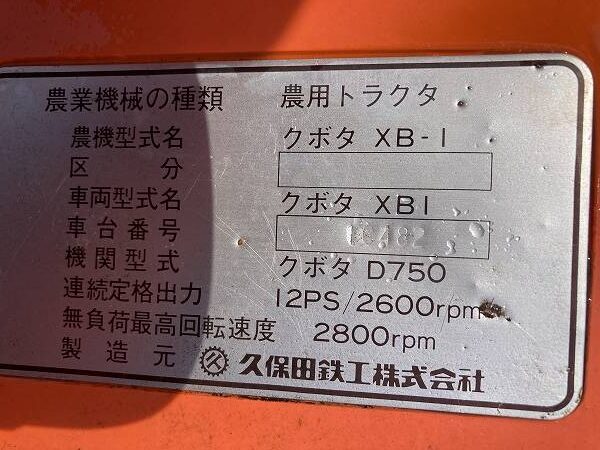 農業機械の種類 農用トラクタ
農機型式名 クボタ XB-1
区分
車両型式名 クボタ XB1
車台番号
機関型式 クボタ D750
連続定格出力 12PS/2600rpm
無負荷最高回転速度 2800rpm
製造元 久保田鉄工株式会社